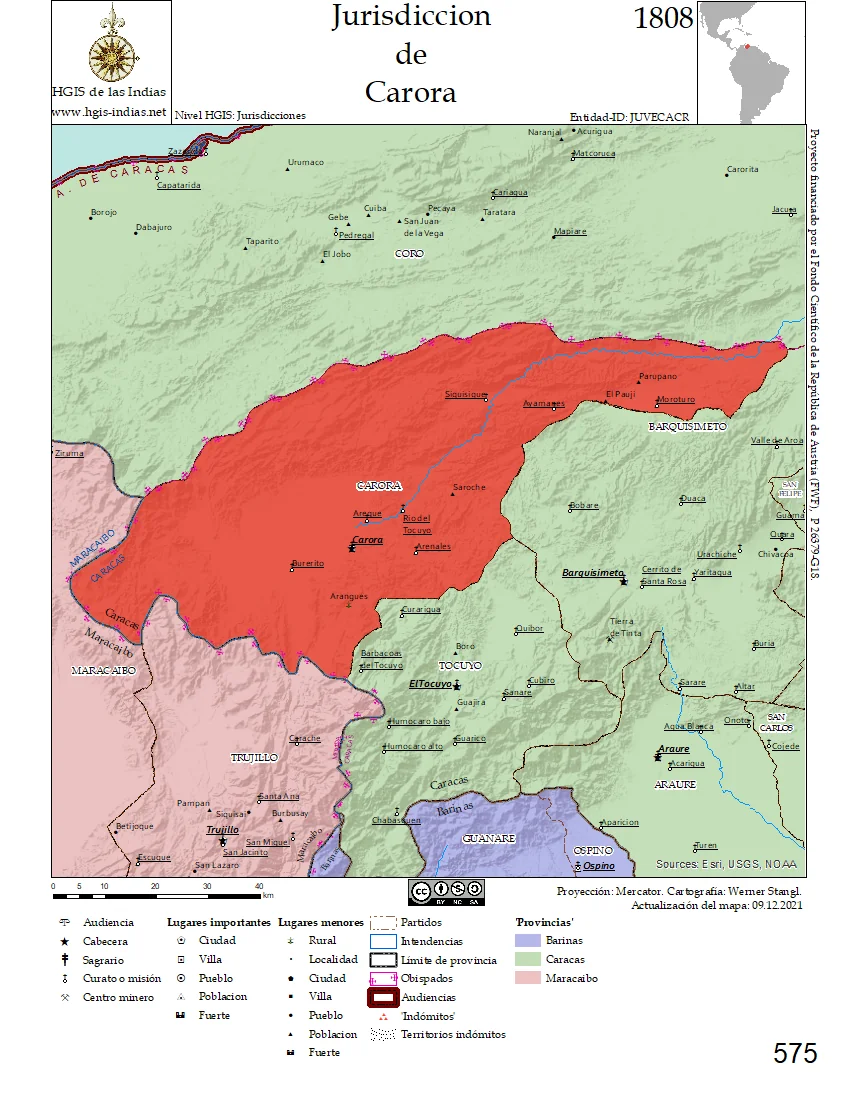 Jurisdiccion
de
Carora
1808
HGIS de las Indias
www.hgis-indias.net
Nivel HGIS: Jurisdicciones
Entidad-ID: JUVECACR
Proyecto financiado por el Fondo Científico de la República de Austria (FWF), P 26379-G18.
A. DE CARACAS
Capatarida
Urumaco
Naranjal
Acurigua
Matcoruca
Carorita
Borojo
Dabajuro
Cuiba
Gebe
Pecaya
San Juan
de la Vega
Cariagua
Taratara
Jacura
Pedregal
Taparito
El Jobo
CORO
Mapiare
Parupano
Siquisique
Ayamanes
El Pauji
Moroturo
BARQUISIMETO
Valle de Aroa
Ziruma
CARORA
Saroche
SAN
FELIPE
Duaca
Bobare
Guama
Areque
Rio del
Tocuyo
MARACAIBO
CARACAS
Carora
Arenales
Quara
Urachiche
Chivacoa
Burerito
Barquisimeto
Cerrito de
Santa Rosa
Yaritagua
Arangues
Curarigua
Caracas
Maracaibo
Quibor
Tierra
de Tinta
MARACAIBO
Barbacoas
del Tocuyo
Boro
TOCUYO
Buria
El Tocuyo
Cubiro
Sanare
Sarare
Altar
Guajira
Humocaro bajo
Agua Blanca
Onoto
SAN
CARLOS
Carache
Humocaro alto
Guarico
Cojede
CARACAS
TRUJILLO
Araure
Acarigua
ARAURE
Caracas
Barinas
Santa Ana
Pampan
Siquisai
Burbusay
Chabasquen
Betijoque
Trujillo
San Miguel
San Jacinto
Maracaibo
Barinas
GUANARE
Aparicion
OSPINO
Escuque
San Lazaro
Ospino
Turen
Sources: Esri, USGS, NOAA
0 5 10 20 30 40
km
CC BY NC SA
Proyección: Mercator. Cartografía: Werner Stangl.
Actualización del mapa: 09.12.2021
Audiencia
Cabecera
Sagrario
Curato o misión
Centro minero
Lugares importantes
Ciudad
Villa
Pueblo
Poblacion
Fuerte
Lugares menores
Rural
Localidad
Ciudad
Villa
Pueblo
Poblacion
Fuerte
Partidos
Intendencias
Límite de provincia
Obispados
Audiencias
'Indómitos'
Territorios indómitos
'Provincias'
Barinas
Caracas
Maracaibo
575